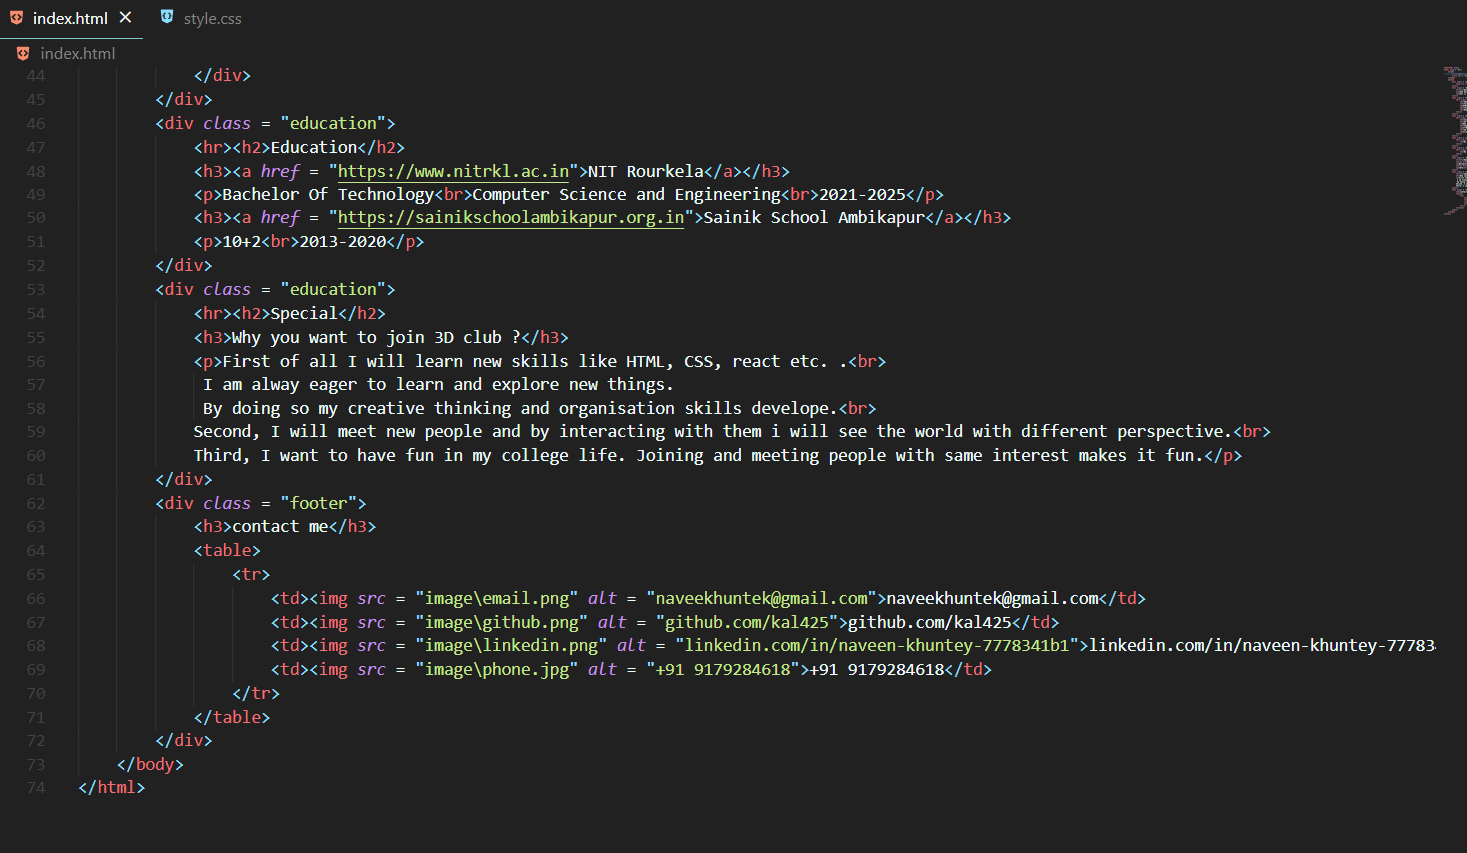 index.html × style.css
index.html
44 </div>
45 </div>
46 <div class = "education">
47 <hr><h2>Education</h2>
48 <h3><a href = "https://www.nitrkl.ac.in">NIT Rourkela</a></h3>
49 <p>Bachelor Of Technology<br>Computer Science and Engineering<br>2021-2025</p>
50 <h3><a href = "https://sainikschoolambikapur.org.in">Sainik School Ambikapur</a></h3>
51 <p>10+2<br>2013-2020</p>
52 </div>
53 <div class = "education">
54 <hr><h2>Special</h2>
55 <h3>Why you want to join 3D club ?</h3>
56 <p>First of all I will learn new skills like HTML, CSS, react etc. .<br>
57 I am alway eager to learn and explore new things.
58 By doing so my creative thinking and organisation skills develope.<br>
59 Second, I will meet new people and by interacting with them i will see the world with different perspective.<br>
60 Third, I want to have fun in my college life. Joining and meeting people with same interest makes it fun.</p>
61 </div>
62 <div class = "footer">
63 <h3>contact me</h3>
64 <table>
65 <tr>
66 <td><img src = "image\email.png" alt = "naveekhuntek@gmail.com">naveekhuntek@gmail.com</td>
67 <td><img src = "image\github.png" alt = "github.com/kal425">github.com/kal425</td>
68 <td><img src = "image\linkedin.png" alt = "linkedin.com/in/naveen-khuntey-7778341b1">linkedin.com/in/naveen-khuntey-77783
69 <td><img src = "image\phone.jpg" alt = "+91 9179284618">+91 9179284618</td>
70 </tr>
71 </table>
72 </div>
73 </body>
74 </html>